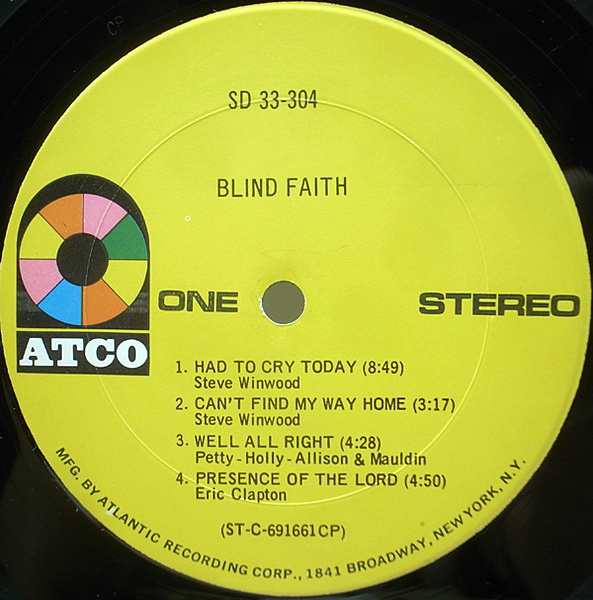 CP
SD 33-304
BLIND FAITH
ONE
STEREO
ATCO
1. HAD TO CRY TODAY (8:49)
Steve Winwood
2. CAN'T FIND MY WAY HOME (3:17)
Steve Winwood
3. WELL ALL RIGHT (4:28)
Petty-Holly-Allison & Mauldin
4. PRESENCE OF THE LORD (4:50)
Eric Clapton
(ST-C-691661CP)
MFG. BY ATLANTIC RECORDING CORP., 1841 BROADWAY, NEW YORK, N.Y.